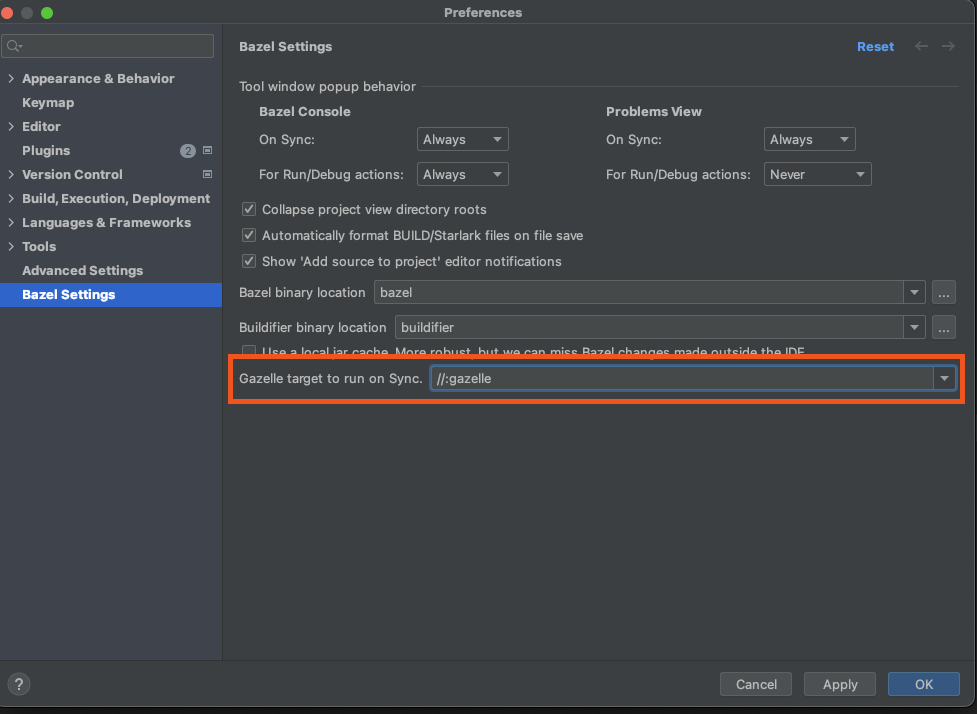 Preferences
Bazel Settings
Reset
Appearance & Behavior
Keymap
Editor
Plugins 2
Version Control
Build, Execution, Deployment
Languages & Frameworks
Tools
Advanced Settings
Bazel Settings
Tool window popup behavior
Bazel Console
Problems View
On Sync: Always
On Sync: Always
For Run/Debug actions: Always
For Run/Debug actions: Never
Collapse project view directory roots
Automatically format BUILD/Starlark files on file save
Show 'Add source to project' editor notifications
Bazel binary location bazel ...
Buildifier binary location buildifier ...
Use a local jar cache. More robust, but we can miss Bazel changes made outside the IDE
Gazelle target to run on Sync. //:gazelle
?
Cancel
Apply
OK